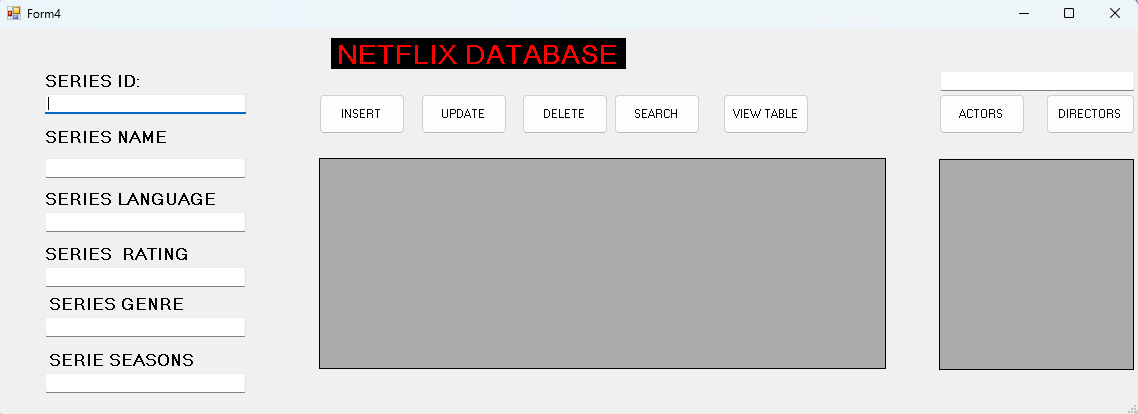 Form4
NETFLIX DATABASE
SERIES ID:
SERIES NAME
SERIES LANGUAGE
SERIES  RATING
SERIES GENRE
SERIE SEASONS
INSERT
UPDATE
DELETE
SEARCH
VIEW TABLE
ACTORS
DIRECTORS